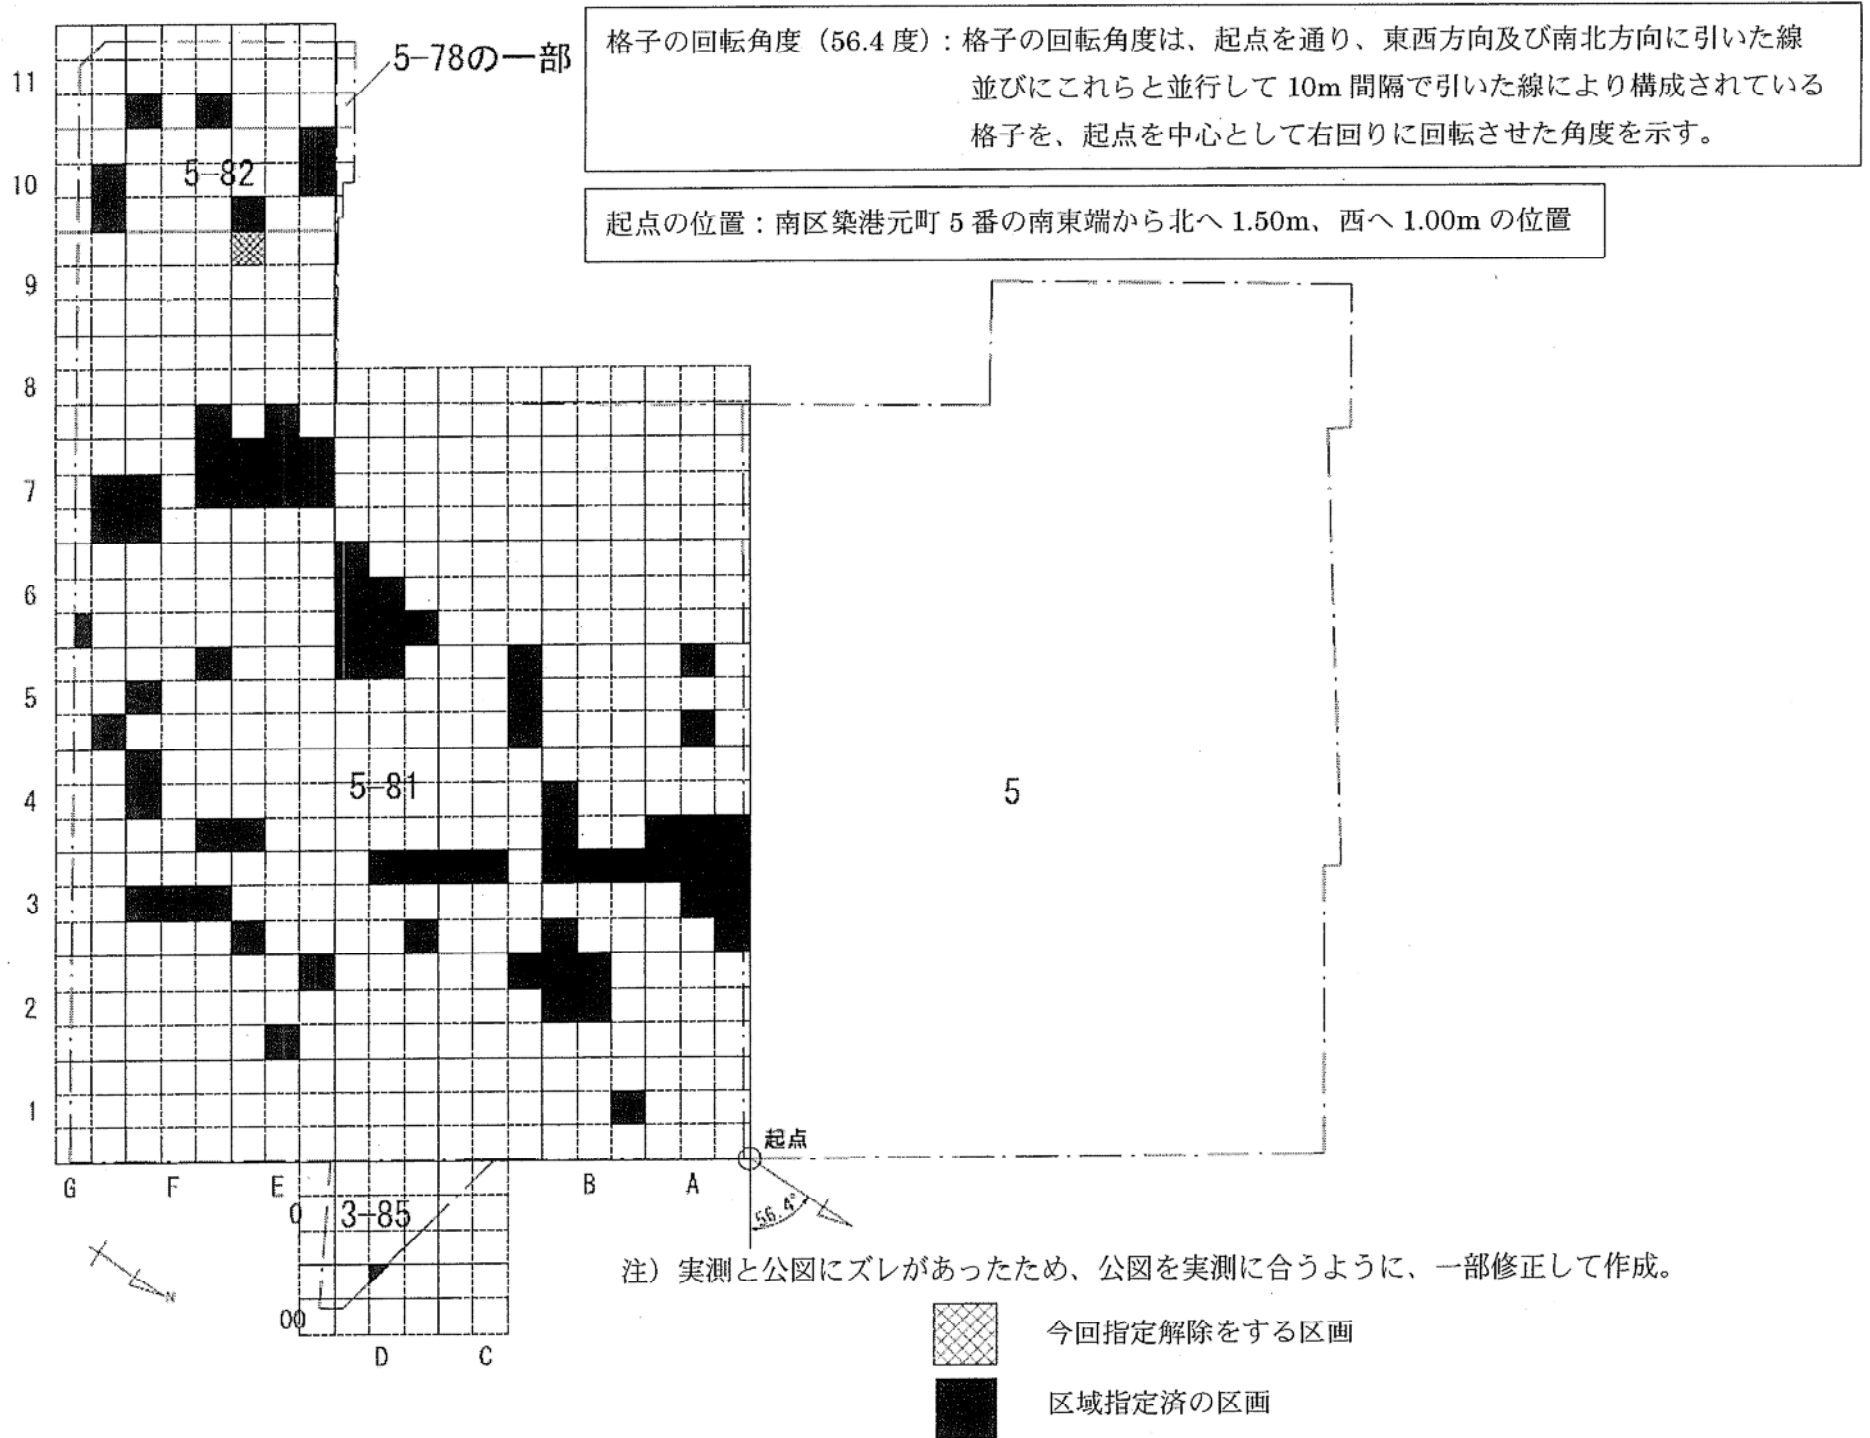 格子の回転角度（56.4 度）：格子の回転角度は、起点を通り、東西方向及び南北方向に引いた線
並びにこれらと並行して 10m 間隔で引いた線により構成されている
格子を、起点を中心として右回りに回転させた角度を示す。
起点の位置：南区築港元町 5 番の南東端から北へ 1.50m、西へ 1.00m の位置
5-78の一部
11
5-82
10
9
8
7
6
5
5-81
4
5
3
2
1
起点
G F E B A
56.4°
0 3-85
N
00
D C
注）実測と公図にズレがあったため、公図を実測に合うように、一部修正して作成。
今回指定解除をする区画
区域指定済の区画